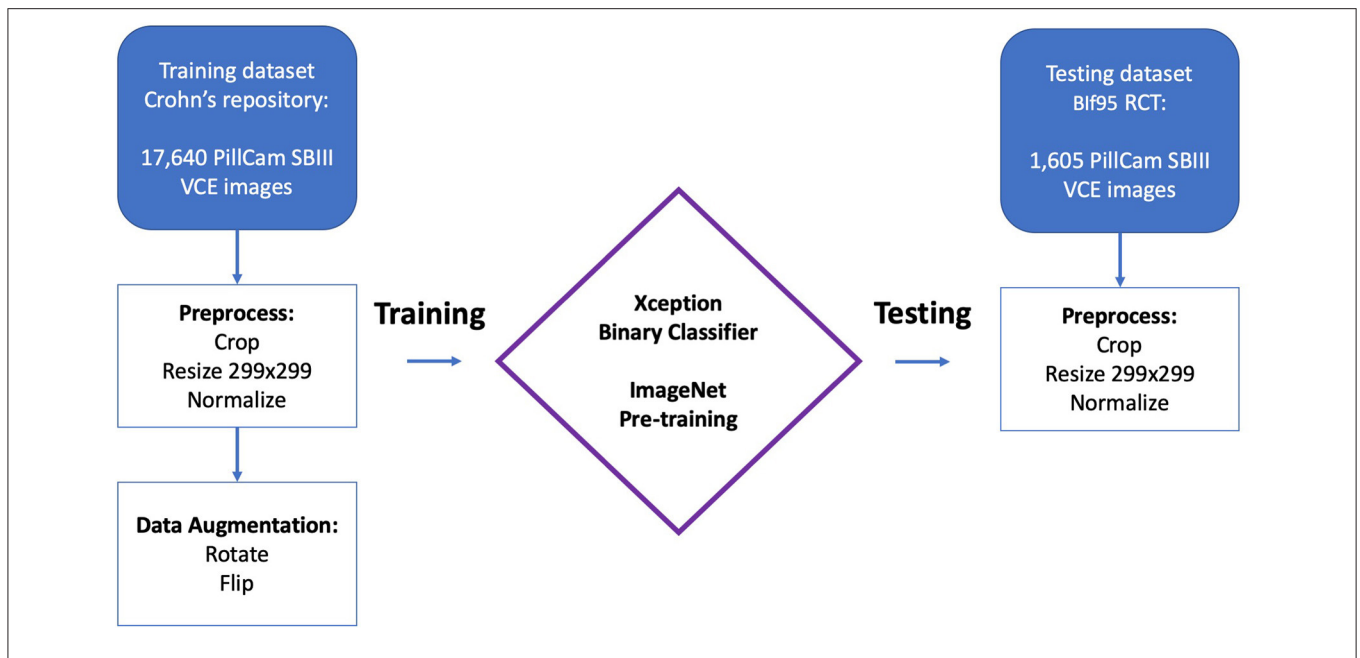 Training dataset
Crohn’s repository:
17,640 PillCam SBIII
VCE images
Preprocess:
Crop
Resize 299x299
Normalize
Data Augmentation:
Rotate
Flip
Training
Xception
Binary Classifier
ImageNet
Pre-training
Testing
Testing dataset
BIf95 RCT:
1,605 PillCam SBIII
VCE images
Preprocess:
Crop
Resize 299x299
Normalize